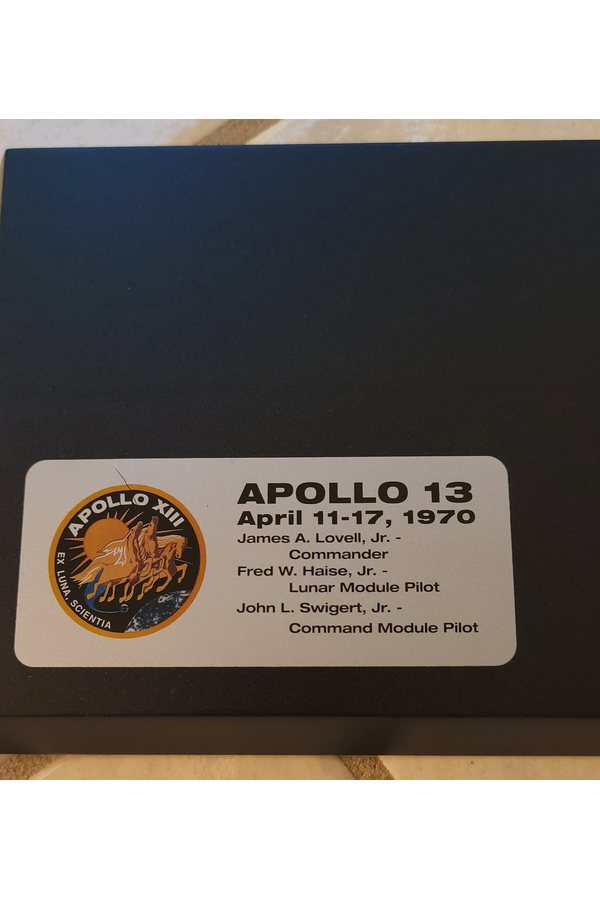 APOLLO XIII
EX LUNA, SCIENTIA
APOLLO 13
April 11-17, 1970
James A. Lovell, Jr. -
Commander
Fred W. Haise, Jr. -
Lunar Module Pilot
John L. Swigert, Jr. -
Command Module Pilot